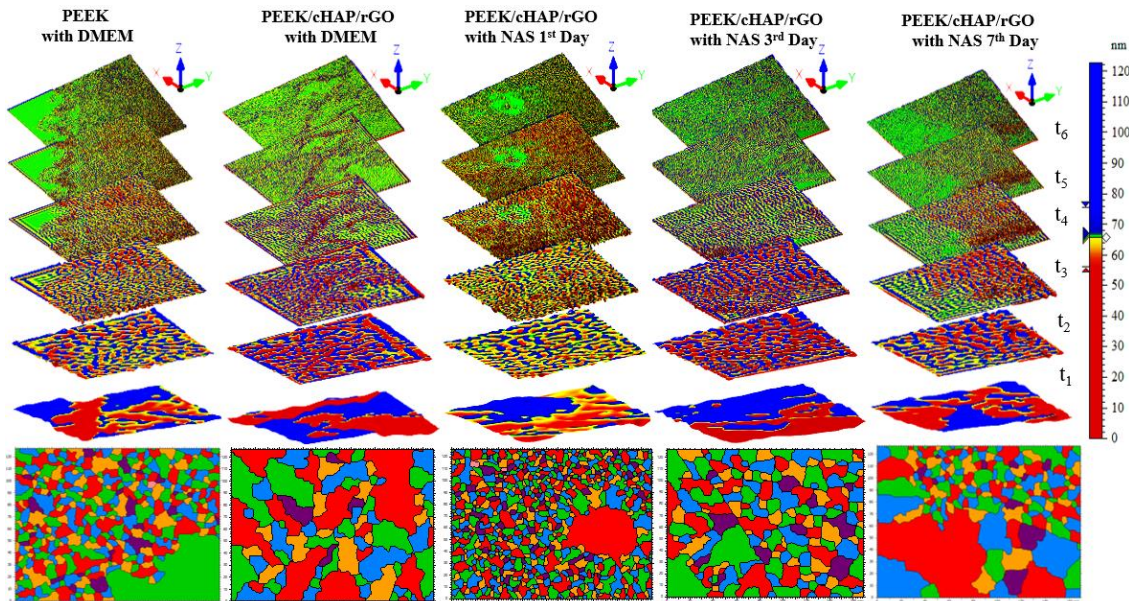 PEEK
with DMEM
PEEK/cHAP/rGO
with DMEM
PEEK/cHAP/rGO
with NAS 1st Day
PEEK/cHAP/rGO
with NAS 3rd Day
PEEK/cHAP/rGO
with NAS 7th Day
Z
X
Y
Z
X
Y
Z
X
Y
Z
X
Y
Z
X
Y
nm
120
110
100
90
80
70
60
50
40
30
20
10
0
t6
t5
t4
t3
t2
t1